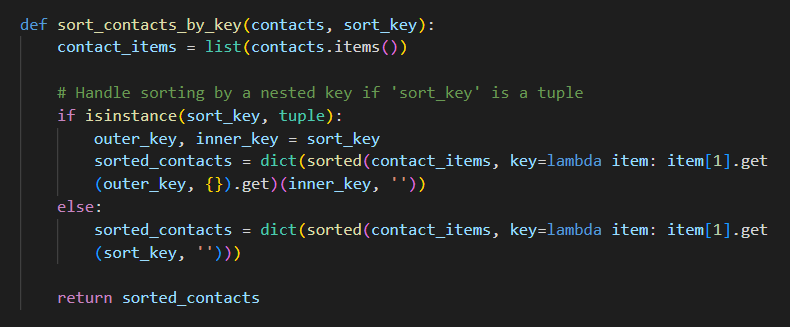 def sort_contacts_by_key(contacts, sort_key):
    contact_items = list(contacts.items())

    # Handle sorting by a nested key if 'sort_key' is a tuple
    if isinstance(sort_key, tuple):
        outer_key, inner_key = sort_key
        sorted_contacts = dict(sorted(contact_items, key=lambda item: item[1].get
        (outer_key, {}).get)(inner_key, ''))
    else:
        sorted_contacts = dict(sorted(contact_items, key=lambda item: item[1].get
        (sort_key, '')))

    return sorted_contacts